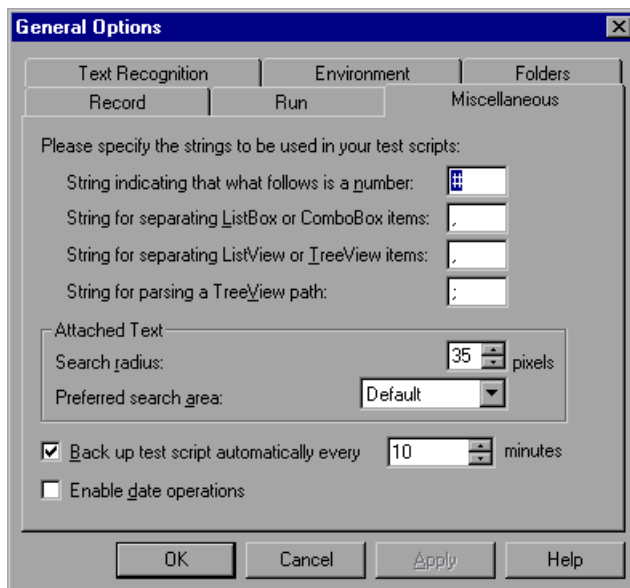 General Options
Text Recognition Environment Folders
Record Run Miscellaneous
Please specify the strings to be used in your test scripts:
String indicating that what follows is a number: #
String for separating ListBox or ComboBox items: ,
String for separating ListView or TreeView items: ,
String for parsing a TreeView path: ;
Attached Text
Search radius: 35 pixels
Preferred search area: Default
Back up test script automatically every 10 minutes
Enable date operations
OK Cancel Apply Help